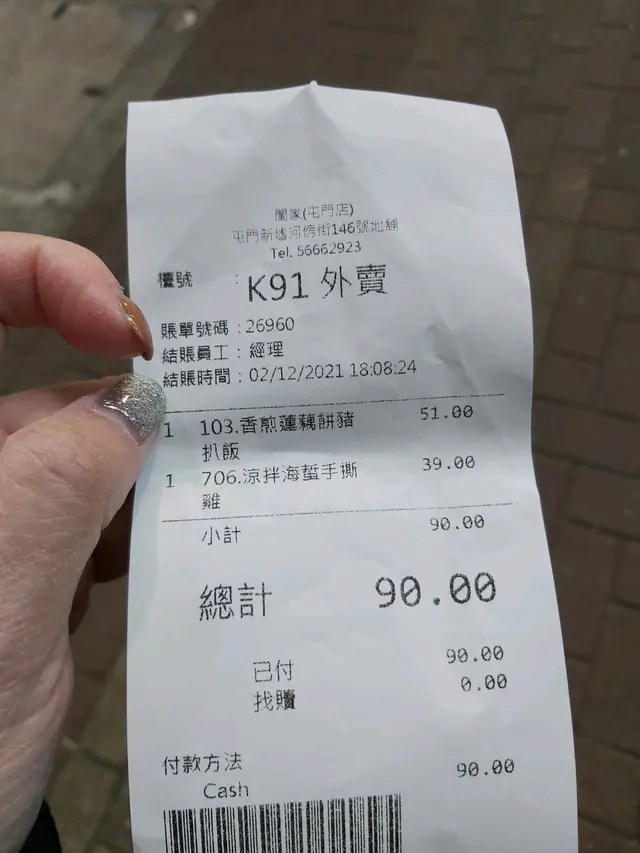 閣家(屯門店)
屯門新墟河傍街146號地舖
Tel. 56662923
檯號 : K91 外賣
賬單號碼 : 26960
結賬員工 : 經理
結賬時間 : 02/12/2021 18:08:24
1 103.香煎蓮藕餅豬 51.00
扒飯
1 706.涼拌海蜇手撕 39.00
雞
小計 90.00
總計 90.00
已付 90.00
找贖 0.00
付款方法
Cash 90.00